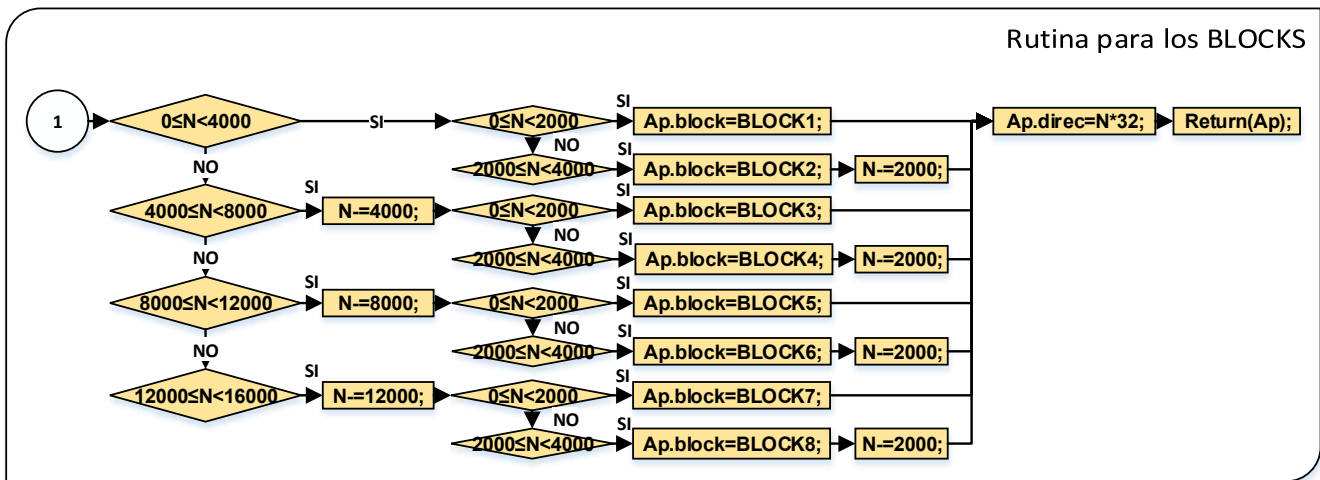 Rutina para los BLOCKS
1
0≤N<4000
SI
0≤N<2000
SI
Ap.block=BLOCK1;
Ap.direc=N*32;
Return(Ap);
NO
NO
2000≤N<4000
SI
Ap.block=BLOCK2;
N-=2000;
4000≤N<8000
SI
N-=4000;
0≤N<2000
SI
Ap.block=BLOCK3;
NO
NO
2000≤N<4000
SI
Ap.block=BLOCK4;
N-=2000;
8000≤N<12000
SI
N-=8000;
0≤N<2000
SI
Ap.block=BLOCK5;
NO
NO
2000≤N<4000
SI
Ap.block=BLOCK6;
N-=2000;
12000≤N<16000
SI
N-=12000;
0≤N<2000
SI
Ap.block=BLOCK7;
NO
2000≤N<4000
SI
Ap.block=BLOCK8;
N-=2000;